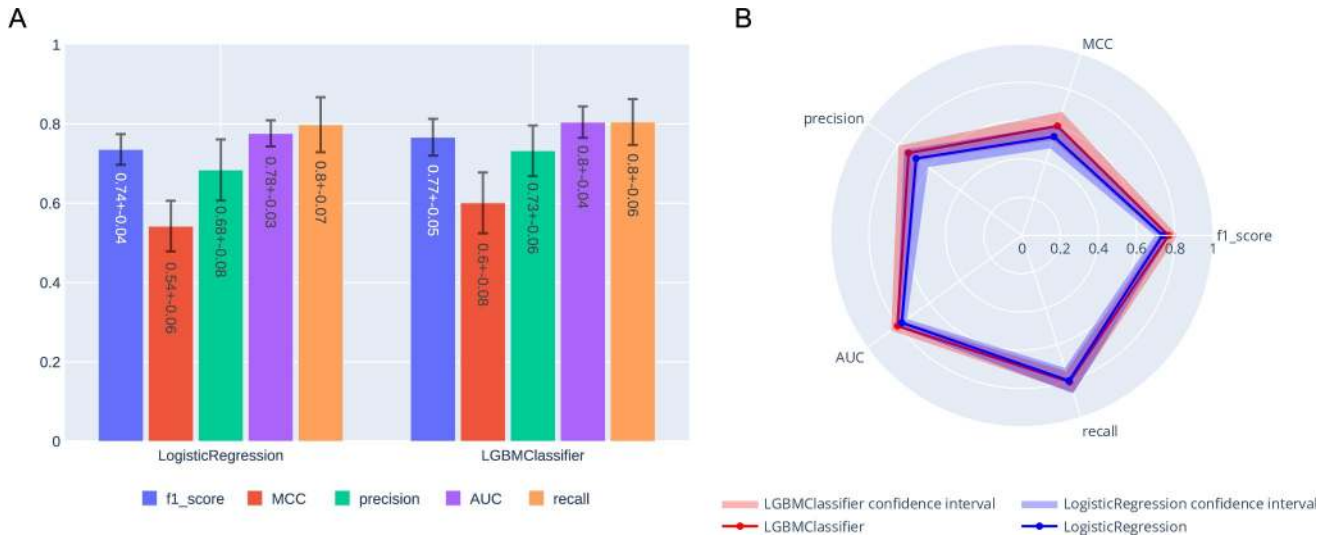 A
1
0.8
0.6
0.4
0.2
0
0.74+-0.04
0.54+-0.06
0.68+-0.08
0.78+-0.03
0.8+-0.07
0.77+-0.05
0.6+-0.08
0.73+-0.06
0.8+-0.04
0.8+-0.06
LogisticRegression
LGBMClassifier
f1_score
MCC
precision
AUC
recall
B
MCC
precision
f1_score
0 0.2 0.4 0.6 0.8 1
AUC
recall
LGBMClassifier confidence interval
LogisticRegression confidence interval
LGBMClassifier
LogisticRegression